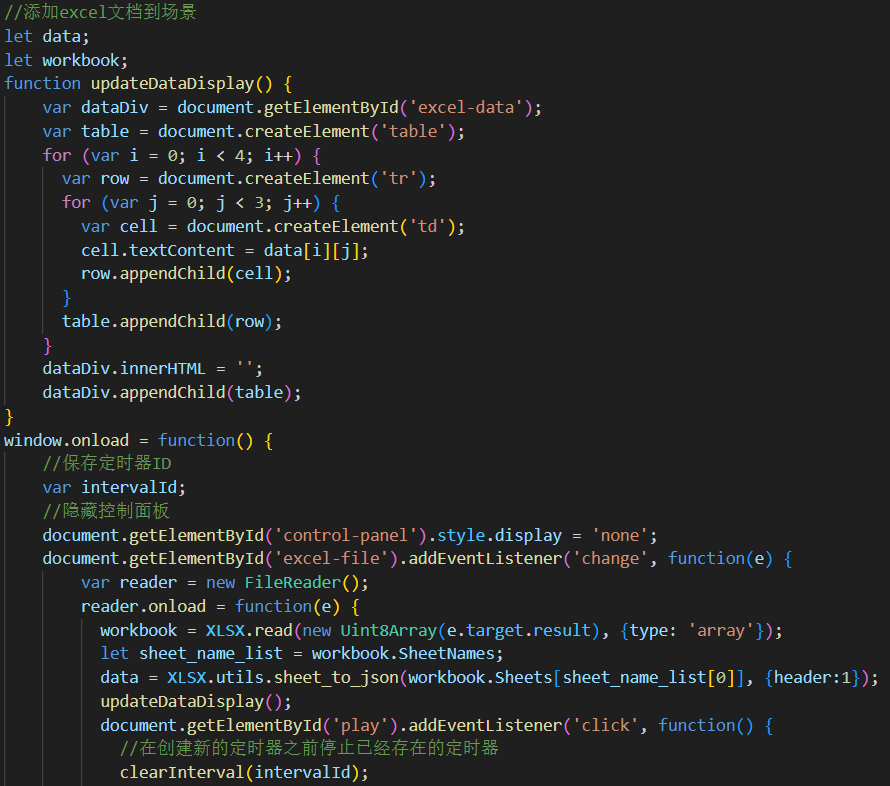 //添加excel文档到场景
let data;
let workbook;
function updateDataDisplay() {
    var dataDiv = document.getElementById('excel-data');
    var table = document.createElement('table');
    for (var i = 0; i < 4; i++) {
      var row = document.createElement('tr');
      for (var j = 0; j < 3; j++) {
        var cell = document.createElement('td');
        cell.textContent = data[i][j];
        row.appendChild(cell);
      }
      table.appendChild(row);
    }
    dataDiv.innerHTML = '';
    dataDiv.appendChild(table);
}
window.onload = function() {
    //保存定时器ID
    var intervalId;
    //隐藏控制面板
    document.getElementById('control-panel').style.display = 'none';
    document.getElementById('excel-file').addEventListener('change', function(e) {
        var reader = new FileReader();
        reader.onload = function(e) {
          workbook = XLSX.read(new Uint8Array(e.target.result), {type: 'array'});
          let sheet_name_list = workbook.SheetNames;
          data = XLSX.utils.sheet_to_json(workbook.Sheets[sheet_name_list[0]], {header:1});
          updateDataDisplay();
          document.getElementById('play').addEventListener('click', function() {
            //在创建新的定时器之前停止已经存在的定时器
            clearInterval(intervalId);